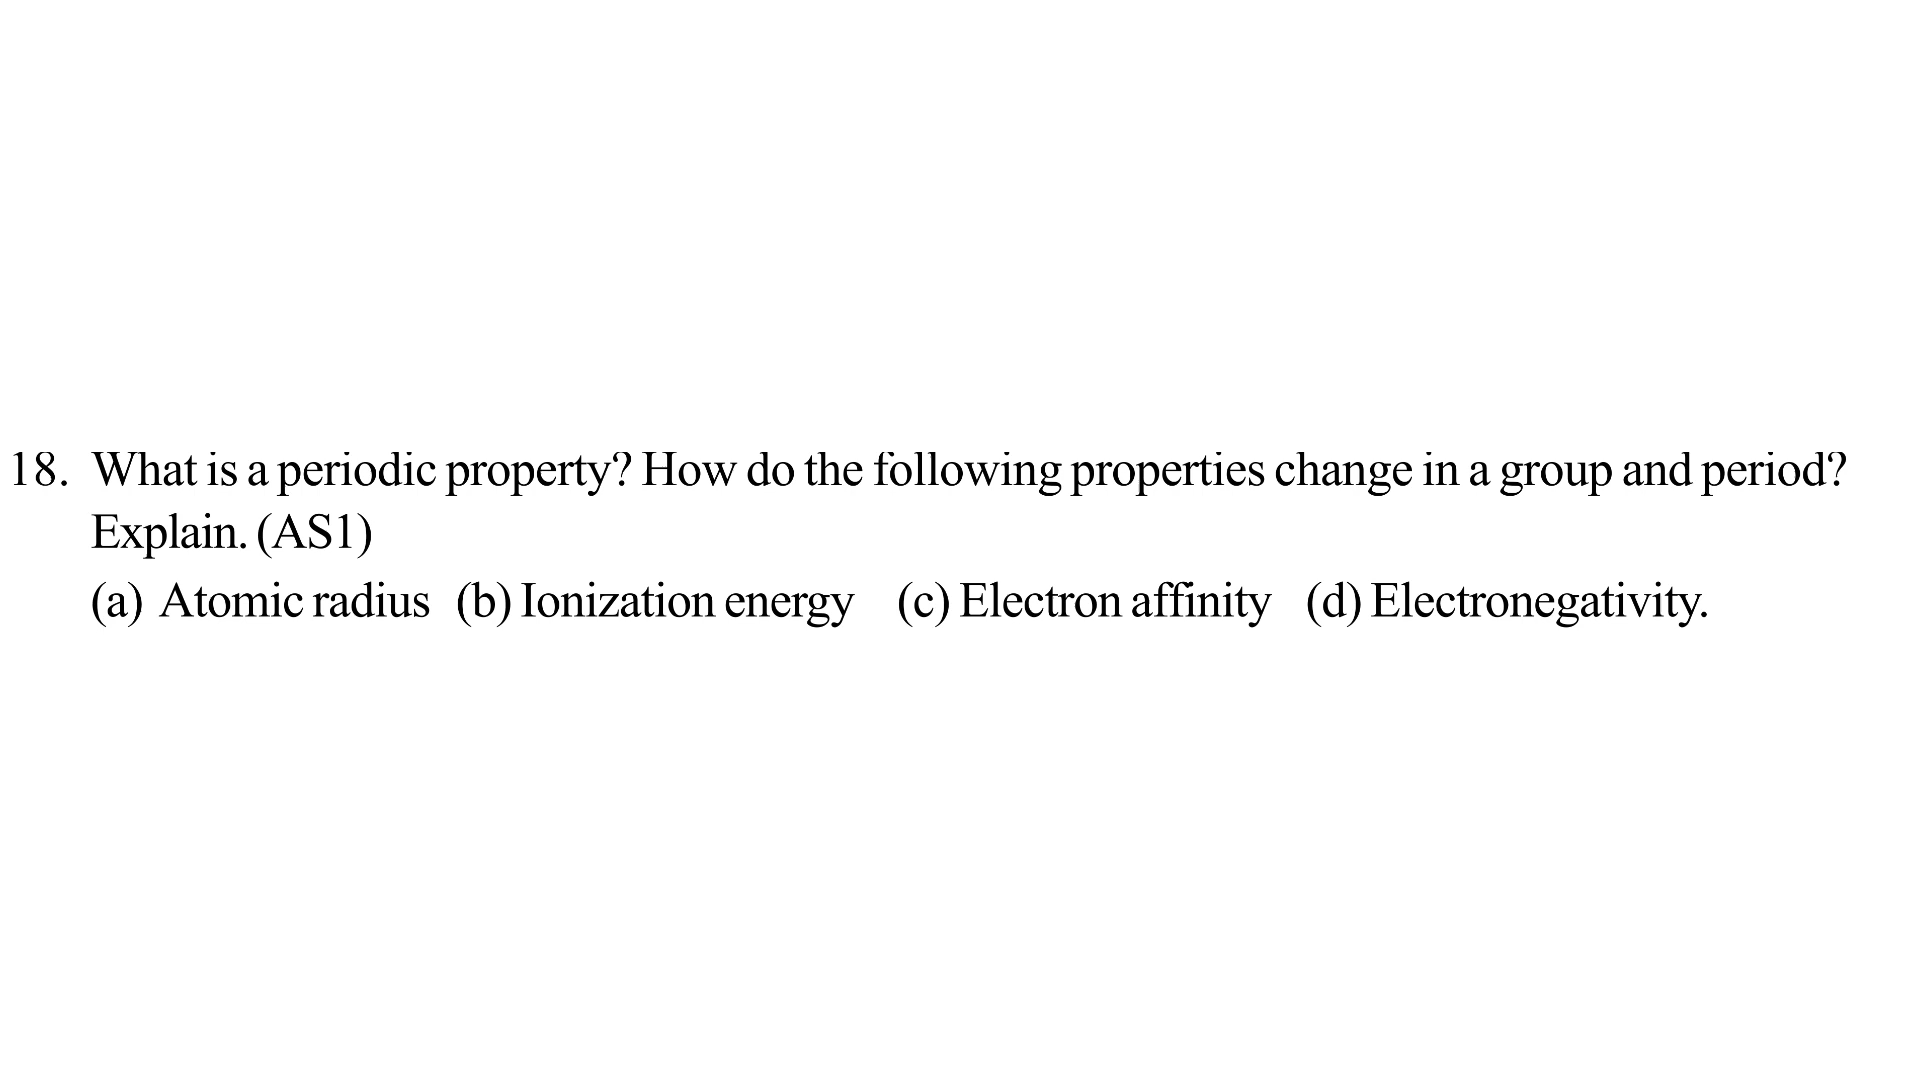 18. What is a periodic property? How do the following properties change in a group and period?
Explain. (AS1)
(a) Atomic radius (b) Ionization energy (c) Electron affinity (d) Electronegativity.